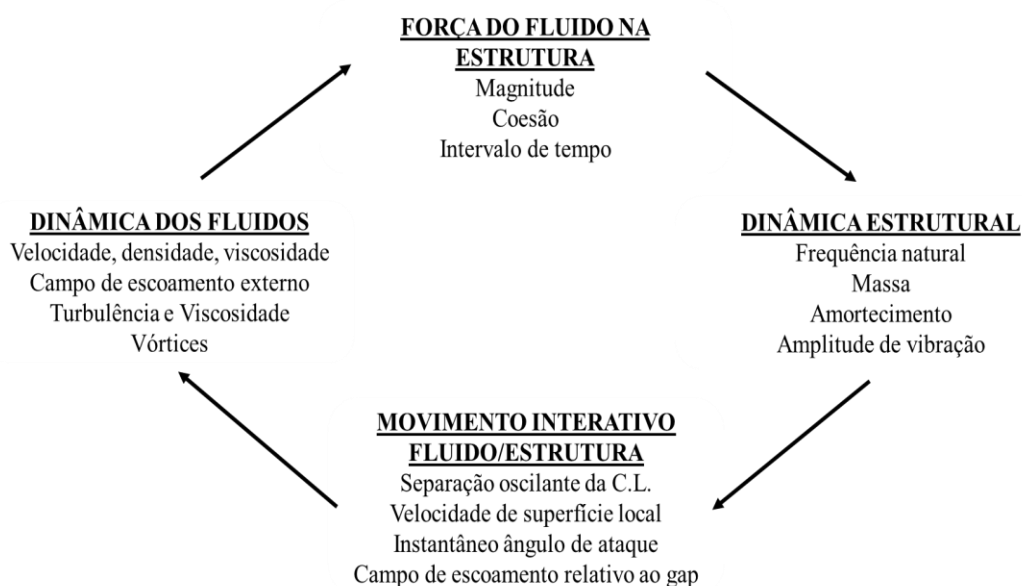 FORÇA DO FLUIDO NA
ESTRUTURA
Magnitude
Coesão
Intervalo de tempo
DINÂMICA DOS FLUIDOS
Velocidade, densidade, viscosidade
Campo de escoamento externo
Turbulência e Viscosidade
Vórtices
DINÂMICA ESTRUTURAL
Frequência natural
Massa
Amortecimento
Amplitude de vibração
MOVIMENTO INTERATIVO
FLUIDO/ESTRUTURA
Separação oscilante da C.L.
Velocidade de superfície local
Instantâneo ângulo de ataque
Campo de escoamento relativo ao gap